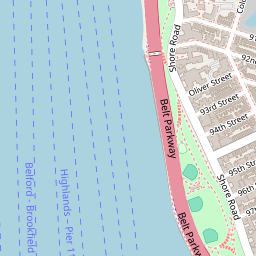 Shore Road
Oliver Street
93rd Street
94th Street
95th Street
Belt Parkway
Shore Road
Belt Parkw
Highlands - Pier 11
Belford - Brookfield